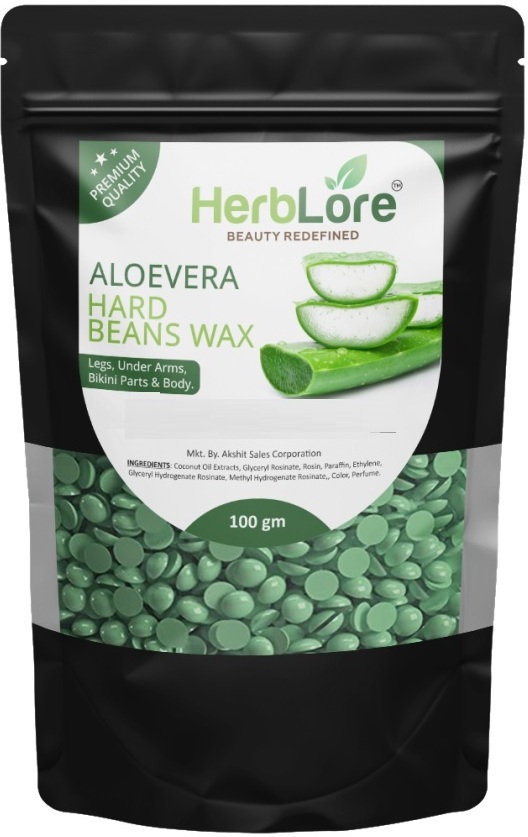 PREMIUM
QUALITY
HerbLore™
BEAUTY REDEFINED
ALOEVERA
HARD
BEANS WAX
Legs, Under Arms,
Bikini Parts & Body.
Mkt. By. Akshit Sales Corporation
INGREDIENTS: Coconut Oil Extracts, Glyceryl Rosinate, Rosin, Paraffin, Ethylene,
Glyceryl Hydrogenate Rosinate, Methyl Hydrogenate Rosinate,, Color, Perfume.
100 gm